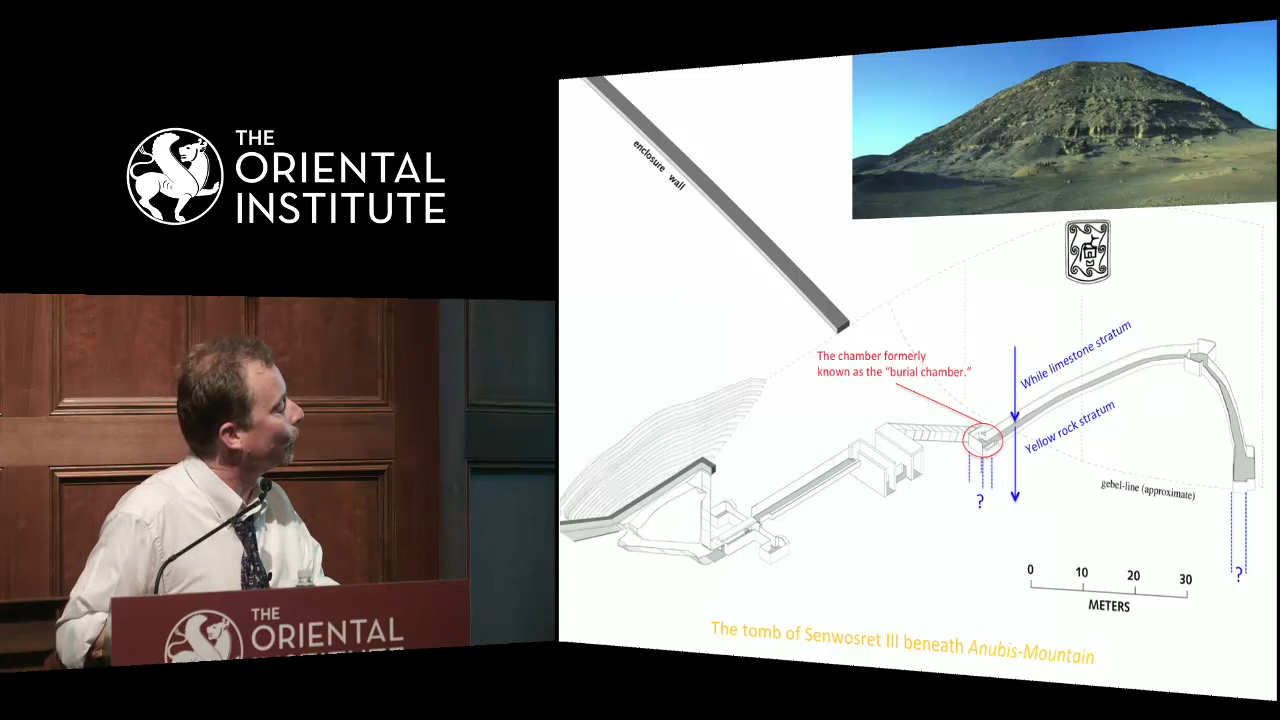 THE
ORIENTAL
INSTITUTE
THE
ORIENTAL
INSTITUTE
enclosure wall
The chamber formerly
known as the "burial chamber."
While limestone stratum
Yellow rock stratum
?
gebel-line (approximate)
?
0 10 20 30
METERS
The tomb of Senwosret III beneath Anubis-Mountain